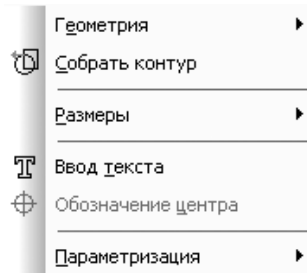 Геометрия
Собрать контур
Размеры
Ввод текста
Обозначение центра
Параметризация